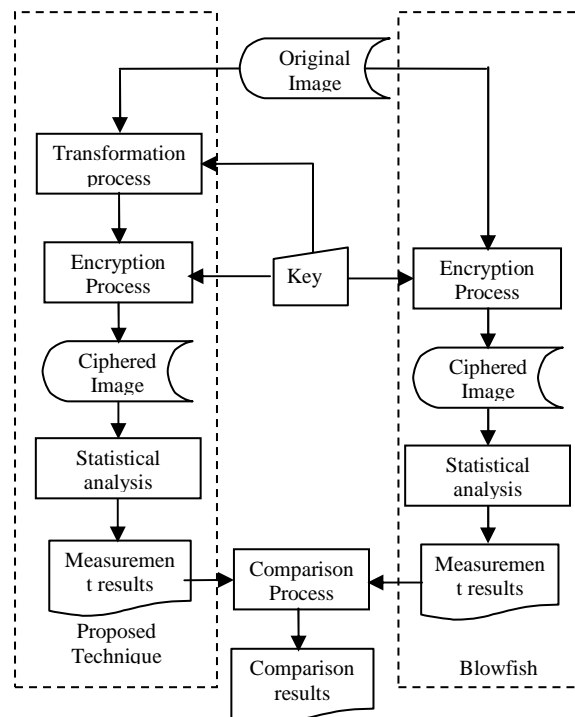 Original
Image
Transformation
process
Encryption
Process
Key
Encryption
Process
Ciphered
Image
Ciphered
Image
Statistical
analysis
Statistical
analysis
Measuremen
t results
Comparison
Process
Measuremen
t results
Proposed
Technique
Comparison
results
Blowfish